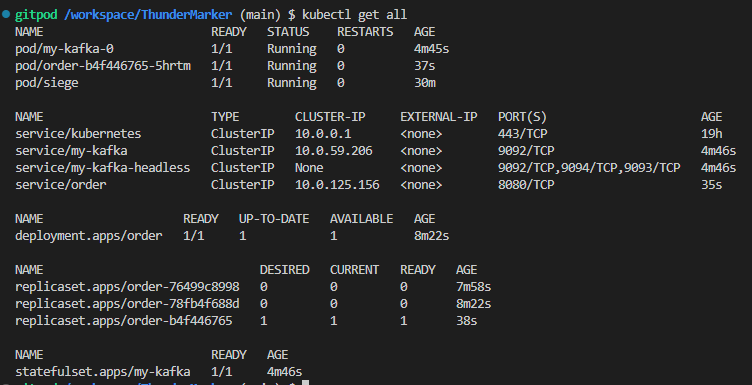 gitpod /workspace/ThunderMarker (main) $ kubectl get all
NAME READY STATUS RESTARTS AGE
pod/my-kafka-0 1/1 Running 0 4m45s
pod/order-b4f446765-5hrtm 1/1 Running 0 37s
pod/siege 1/1 Running 0 30m
NAME TYPE CLUSTER-IP EXTERNAL-IP PORT(S) AGE
service/kubernetes ClusterIP 10.0.0.1 <none> 443/TCP 19h
service/my-kafka ClusterIP 10.0.59.206 <none> 9092/TCP 4m46s
service/my-kafka-headless ClusterIP None <none> 9092/TCP,9094/TCP,9093/TCP 4m46s
service/order ClusterIP 10.0.125.156 <none> 8080/TCP 35s
NAME READY UP-TO-DATE AVAILABLE AGE
deployment.apps/order 1/1 1 1 8m22s
NAME DESIRED CURRENT READY AGE
replicaset.apps/order-76499c8998 0 0 0 7m58s
replicaset.apps/order-78fb4f688d 0 0 0 8m22s
replicaset.apps/order-b4f446765 1 1 1 38s
NAME READY AGE
statefulset.apps/my-kafka 1/1 4m46s
gitpod /workspace/ThunderMarker (main) $